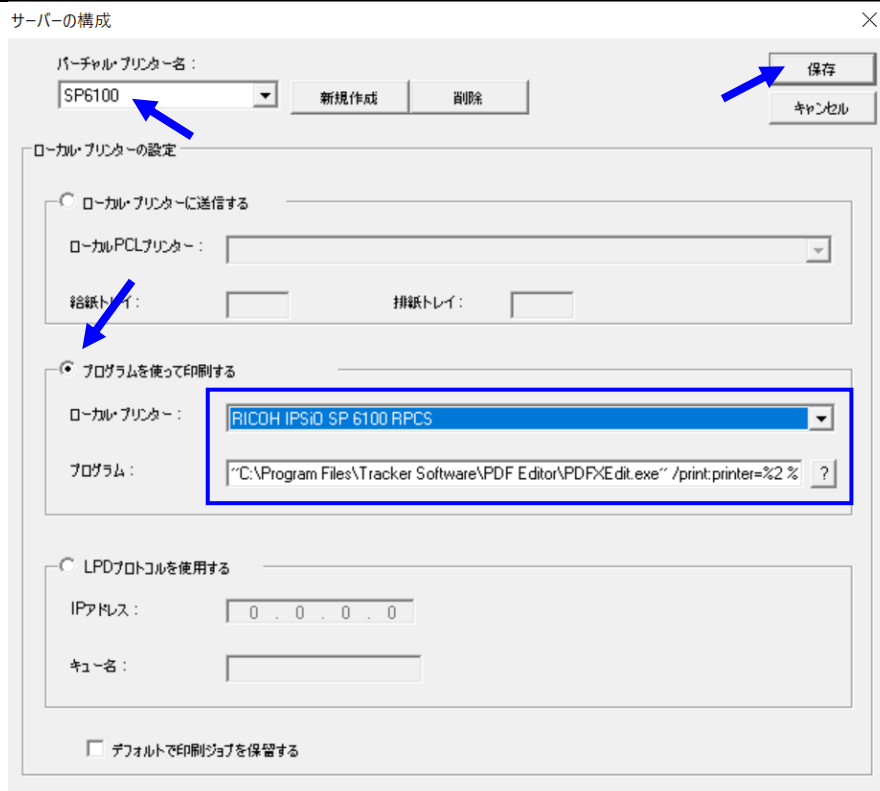 サーバーの構成
バーチャル・プリンター名：
SP6100
新規作成
削除
保存
キャンセル
ローカル・プリンターの設定
ローカル・プリンターに送信する
ローカルPCLプリンター：
給紙トレイ：
排紙トレイ：
プログラムを使って印刷する
ローカル・プリンター：
RICOH IPSiO SP 6100 RPCS
プログラム：
"C:\Program Files\Tracker Software\PDF Editor\PDFXEdit.exe" /print:printer=%2 %
?
LPDプロトコルを使用する
IPアドレス：
0 . 0 . 0 . 0
キュー名：
デフォルトで印刷ジョブを保留する